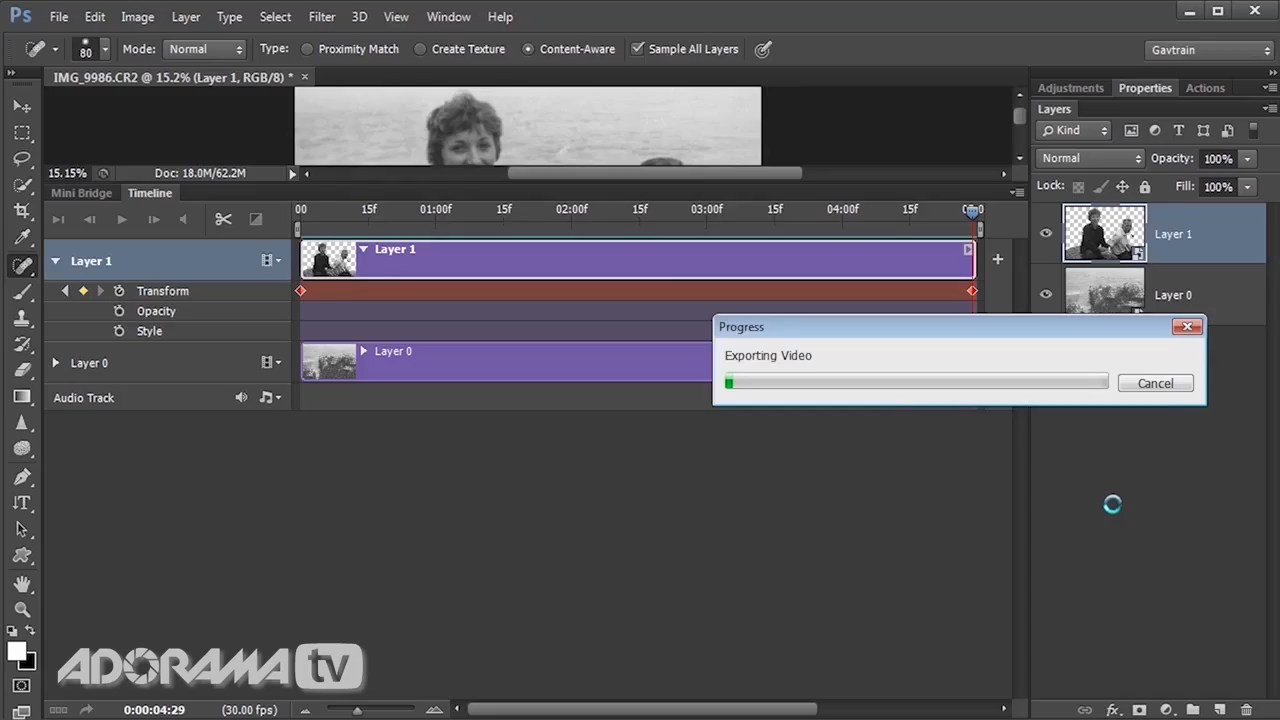 Ps File Edit Image Layer Type Select Filter 3D View Window Help
80 Mode: Normal Type: Proximity Match Create Texture Content-Aware Sample All Layers Gavtrain
IMG_9986.CR2 @ 15.2% (Layer 1, RGB/8) * ×
Adjustments Properties Actions
Layers
Kind
Normal Opacity: 100%
Lock: Fill: 100%
Layer 1
Layer 0
15.15% Doc: 18.0M/62.2M
Mini Bridge Timeline
00 15f 01:00f 15f 02:00f 15f 03:00f 15f 04:00f 15f
Layer 1 Layer 1
Transform
Opacity
Style
Layer 0 Layer 0
Audio Track
Progress
Exporting Video
Cancel
ADORAMA tv
0:00:04:29 (30.00 fps)